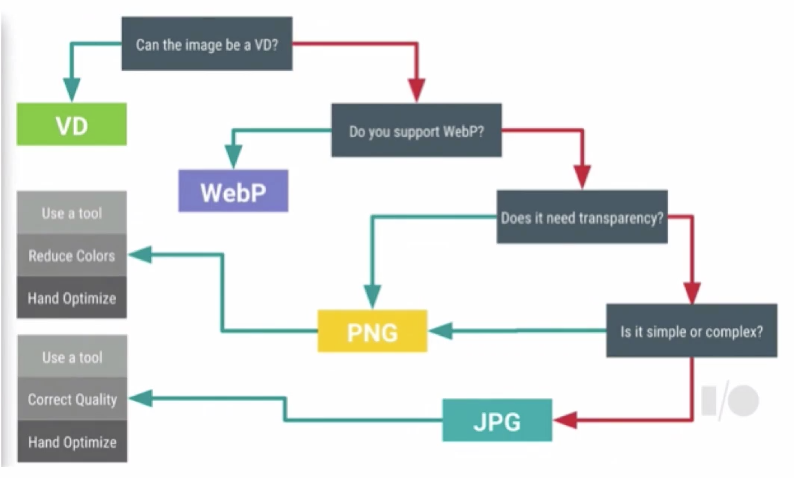 Can the image be a VD?
VD
Do you support WebP?
WebP
Does it need transparency?
Use a tool
Reduce Colors
Hand Optimize
PNG
Is it simple or complex?
Use a tool
Correct Quality
Hand Optimize
JPG
I/O